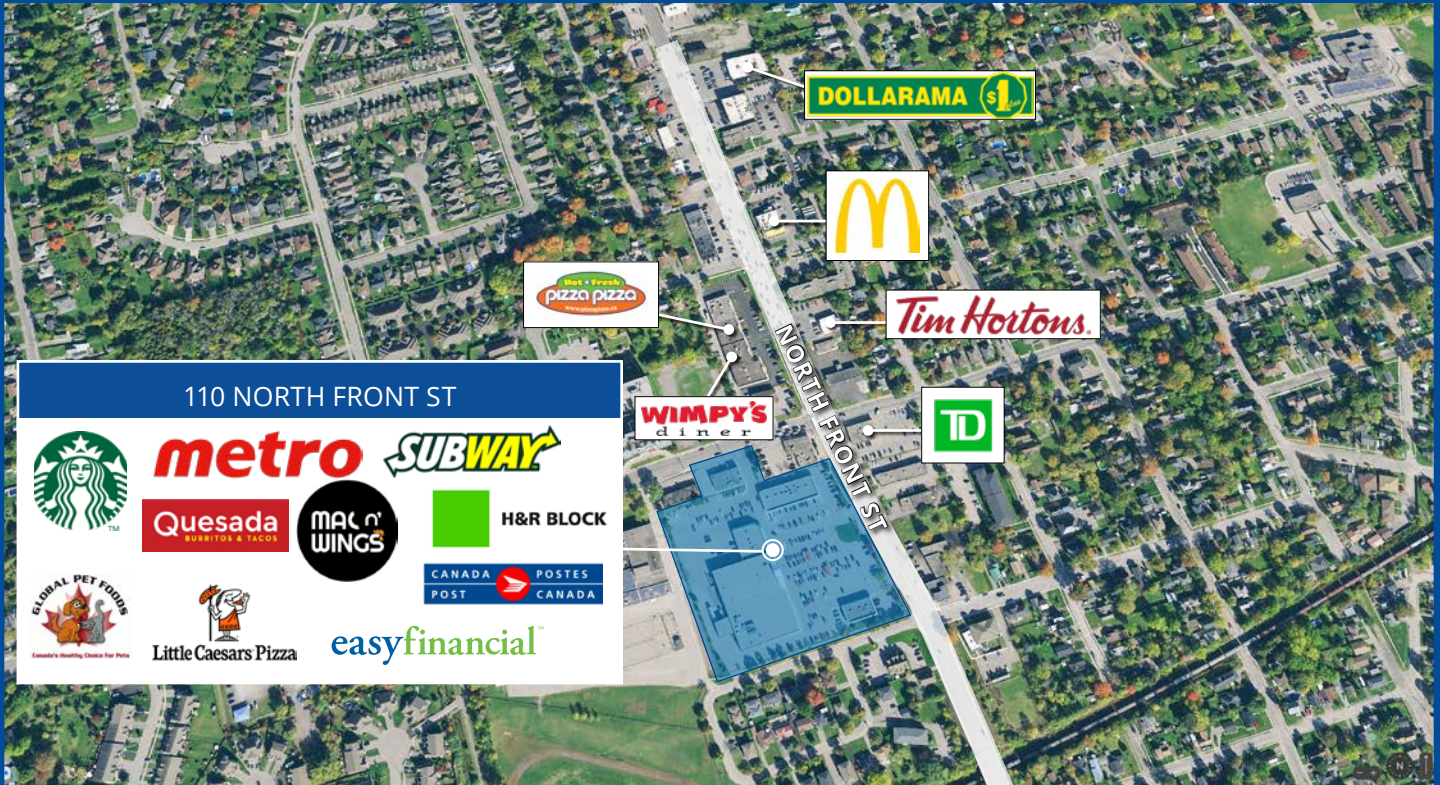 DOLLARAMA $1
Hot • Fresh
pizza pizza
Tim Hortons.
WIMPY'S
diner
TD
NORTH FRONT ST
110 NORTH FRONT ST
metro
SUBWAY
TM
Quesada
BURRITOS & TACOS
MAC n'
WINGS
H&R BLOCK
CANADA POSTES
POST CANADA
GLOBAL PET FOODS
Canada's Healthy Choice For Pets
Little Caesars Pizza
easyfinancial™
N